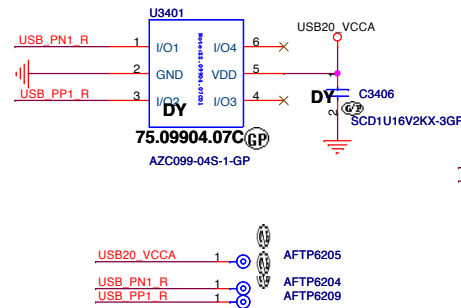 U3401
USB_PN1_R 1 I/O1 I/O4 6
2 GND VDD 5
USB_PP1_R 3 I/O2 I/O3 4
DY
75.09904.07C GP
AZC099-04S-1-GP
USB20_VCCA
1
DY C3406
2
SCD1U16V2KX-3GP
USB20_VCCA 1 AFTP6205
USB_PN1_R 1 AFTP6204
USB_PP1_R 1 AFTP6209